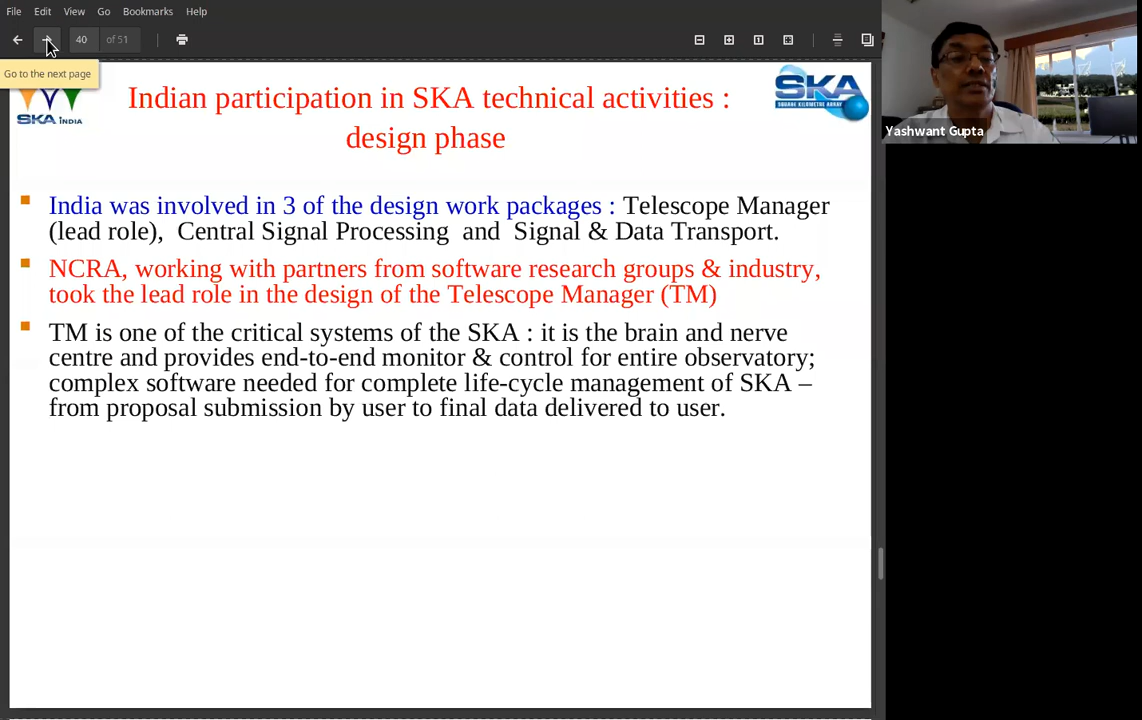 File Edit View Go Bookmarks Help
40 of 51
Go to the next page
SKA INDIA
SKA
SQUARE KILOMETRE ARRAY
Indian participation in SKA technical activities :
design phase
India was involved in 3 of the design work packages : Telescope Manager
(lead role), Central Signal Processing and Signal & Data Transport.
NCRA, working with partners from software research groups & industry,
took the lead role in the design of the Telescope Manager (TM)
TM is one of the critical systems of the SKA : it is the brain and nerve
centre and provides end-to-end monitor & control for entire observatory;
complex software needed for complete life-cycle management of SKA –
from proposal submission by user to final data delivered to user.
Yashwant Gupta